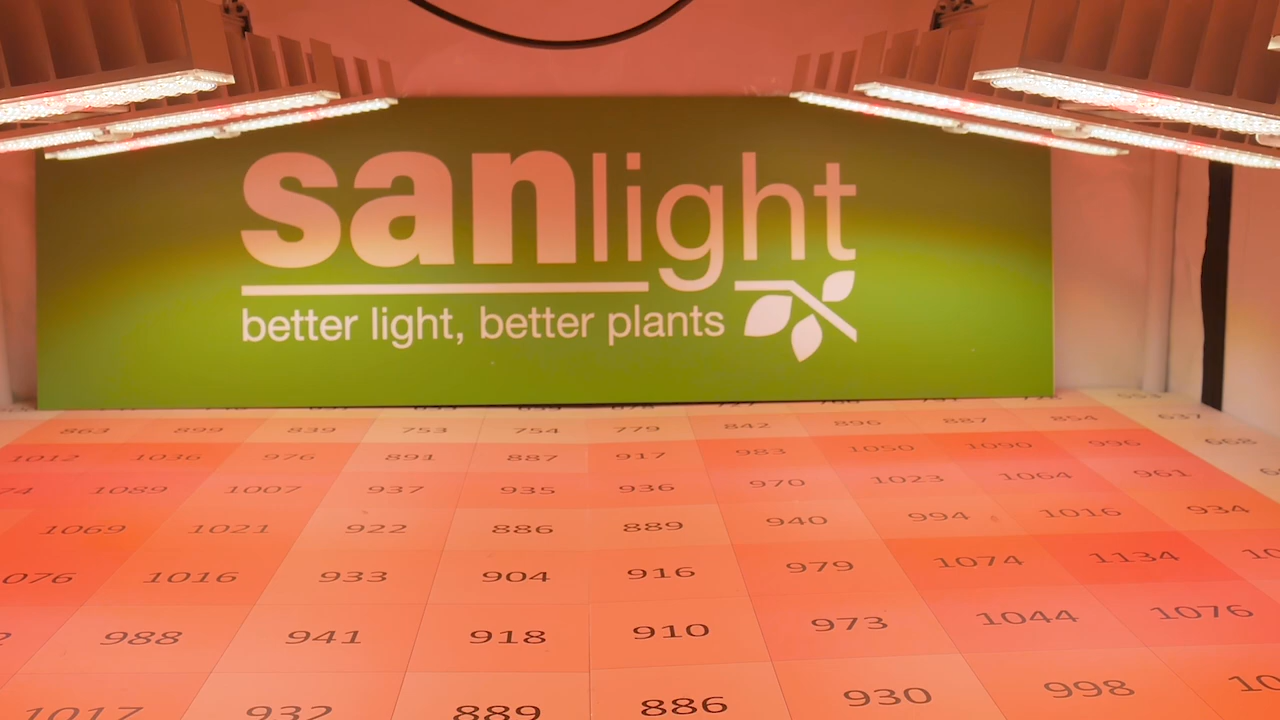 sanlight
better light, better plants
863 899 839 753 754 779 842 896 887 854 637
1012 1036 976 891 887 917 983 1050 1090 996 668
1089 1007 937 935 936 970 1023 1064 961
1069 1021 922 886 889 940 994 1016 934
1016 933 904 916 979 1074 1134
988 941 918 910 973 1044 1076
1017 932 889 886 930 998